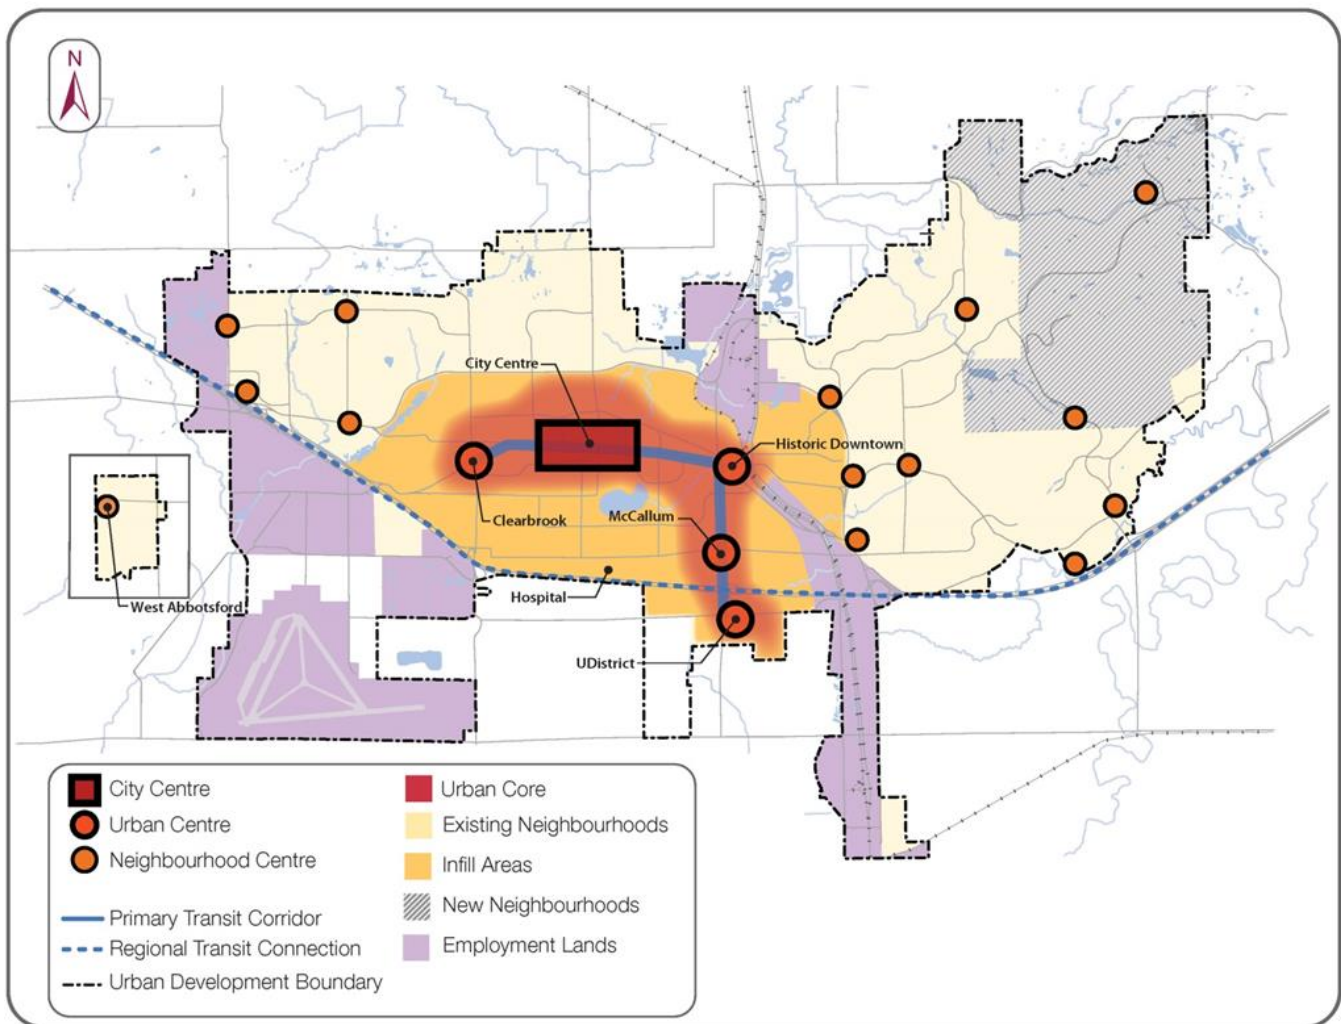 N
City Centre
Historic Downtown
Clearbrook
McCallum
Hospital
West Abbotsford
UDistrict
City Centre
Urban Centre
Neighbourhood Centre
Primary Transit Corridor
Regional Transit Connection
Urban Development Boundary
Urban Core
Existing Neighbourhoods
Infill Areas
New Neighbourhoods
Employment Lands